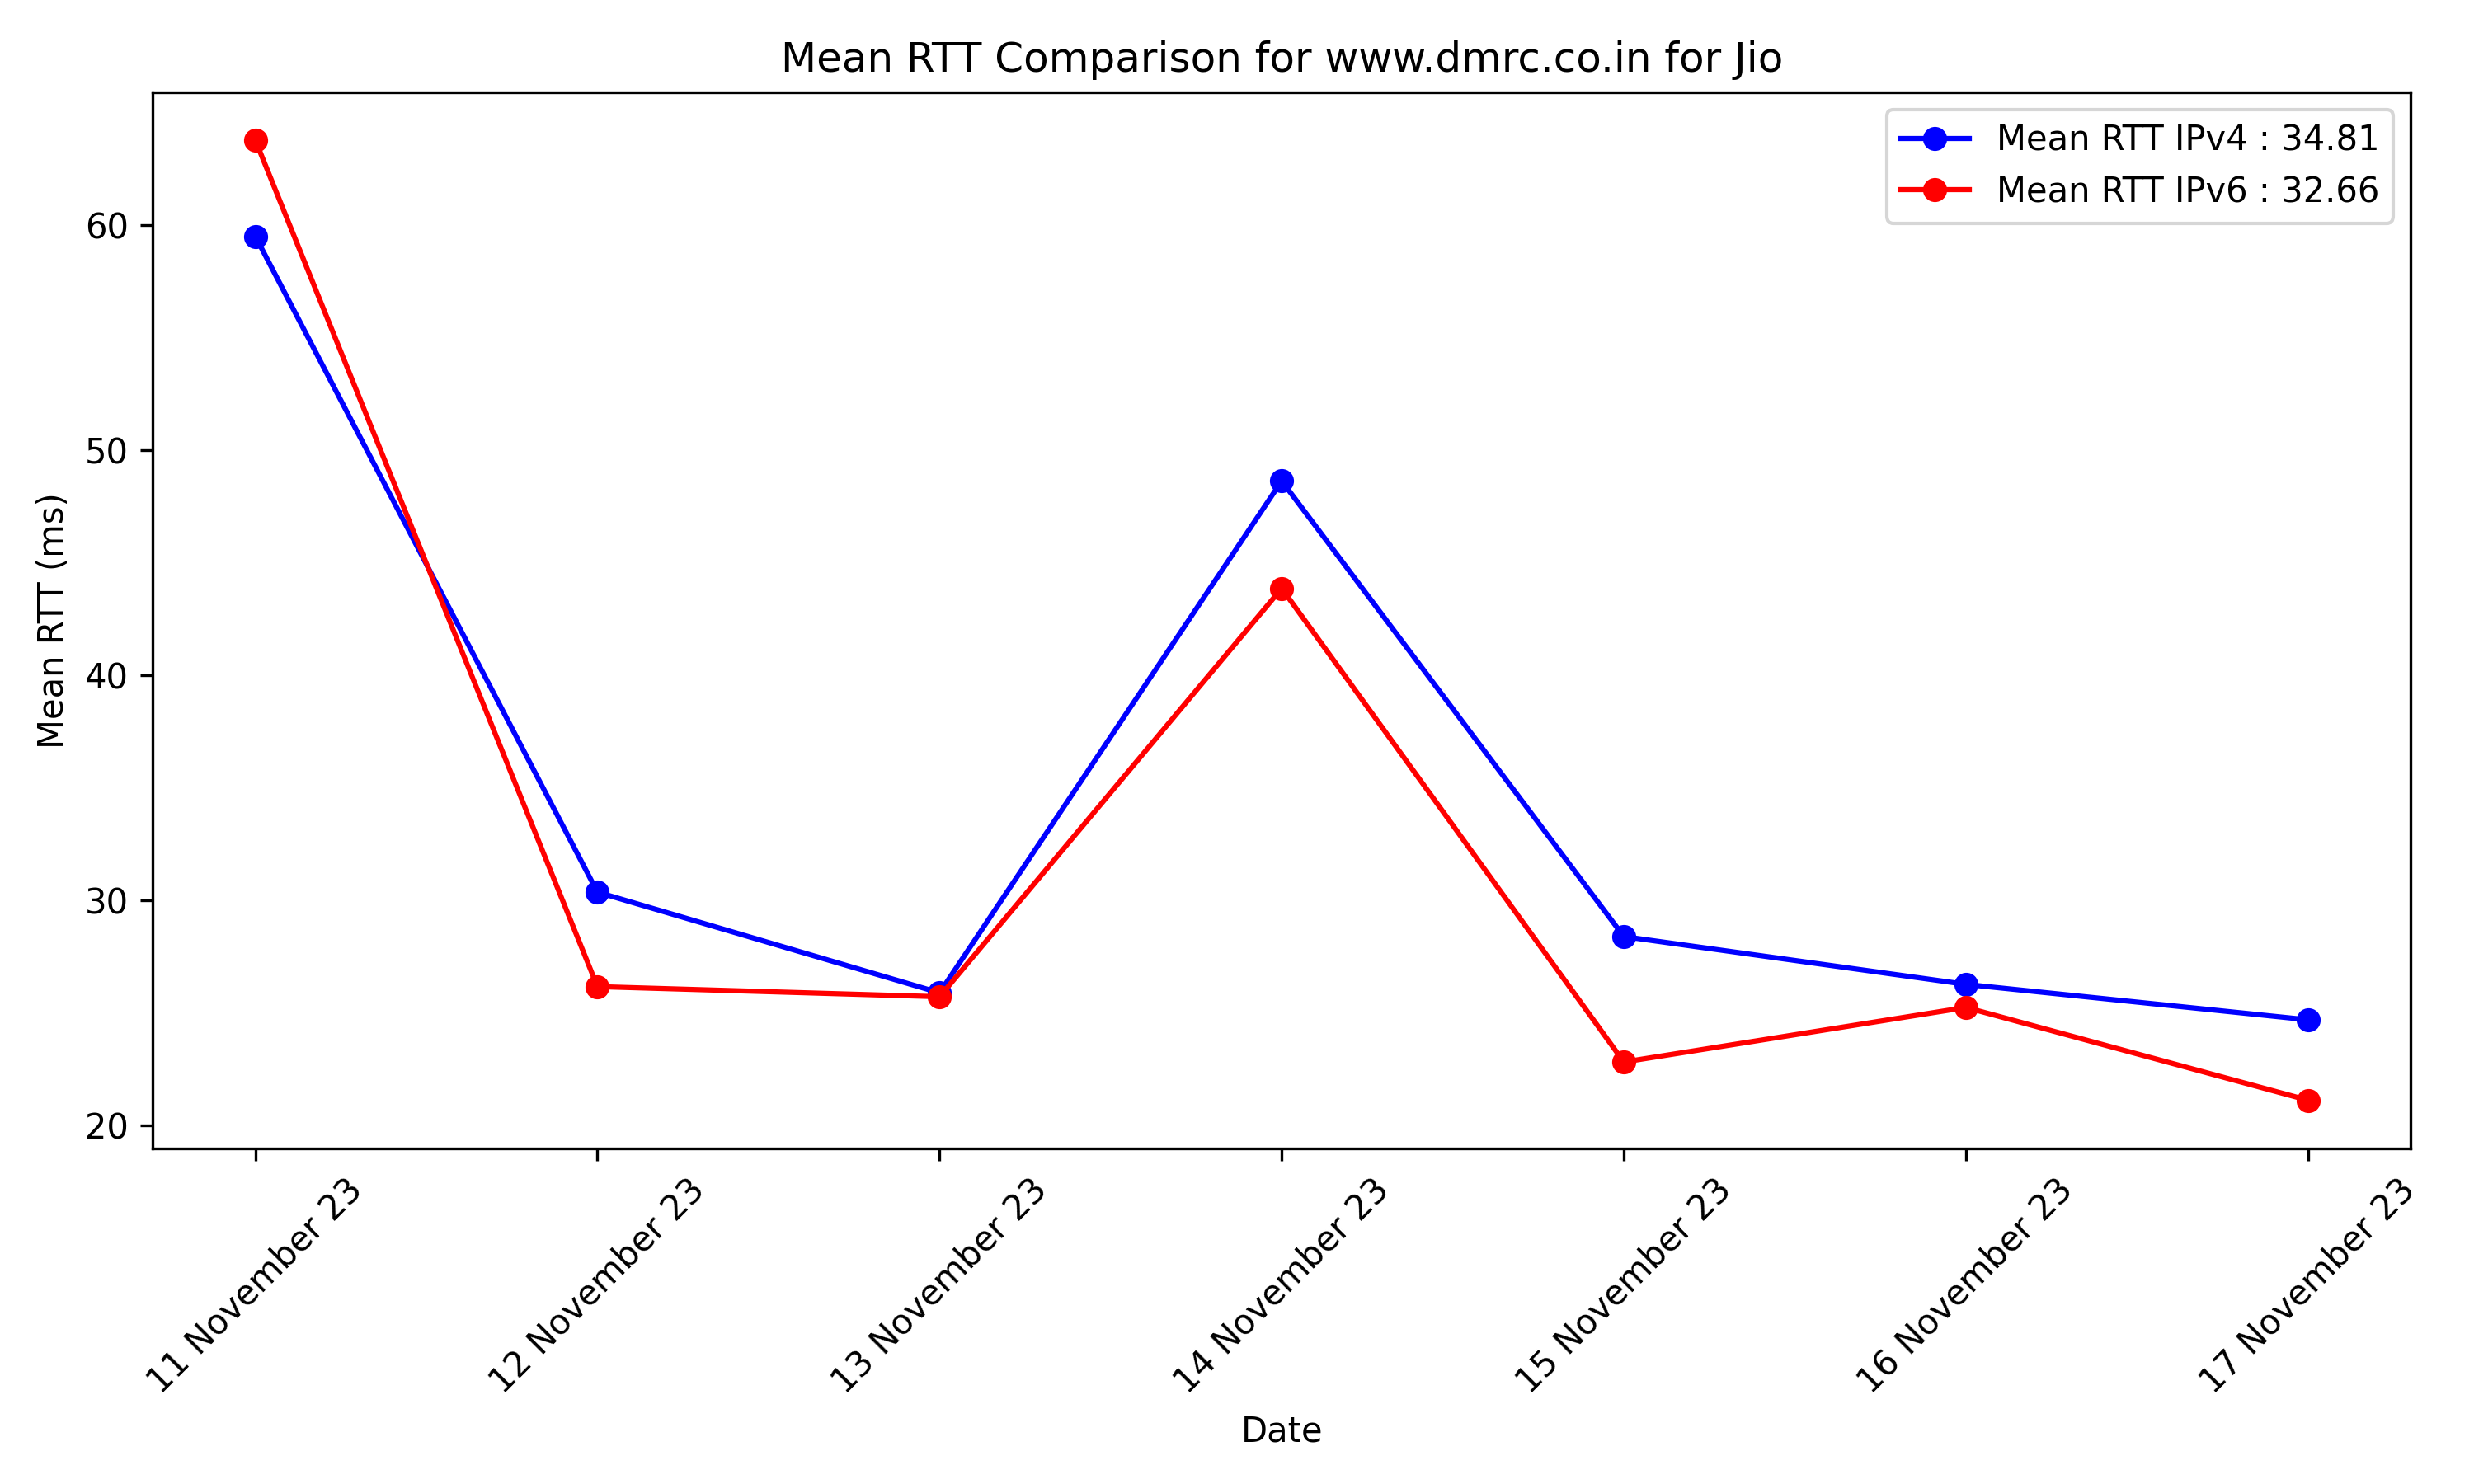 Mean RTT Comparison for www.dmrc.co.in for Jio
Mean RTT IPv4 : 34.81
Mean RTT IPv6 : 32.66
Mean RTT (ms)
60
50
40
30
20
11 November 23
12 November 23
13 November 23
14 November 23
15 November 23
16 November 23
17 November 23
Date